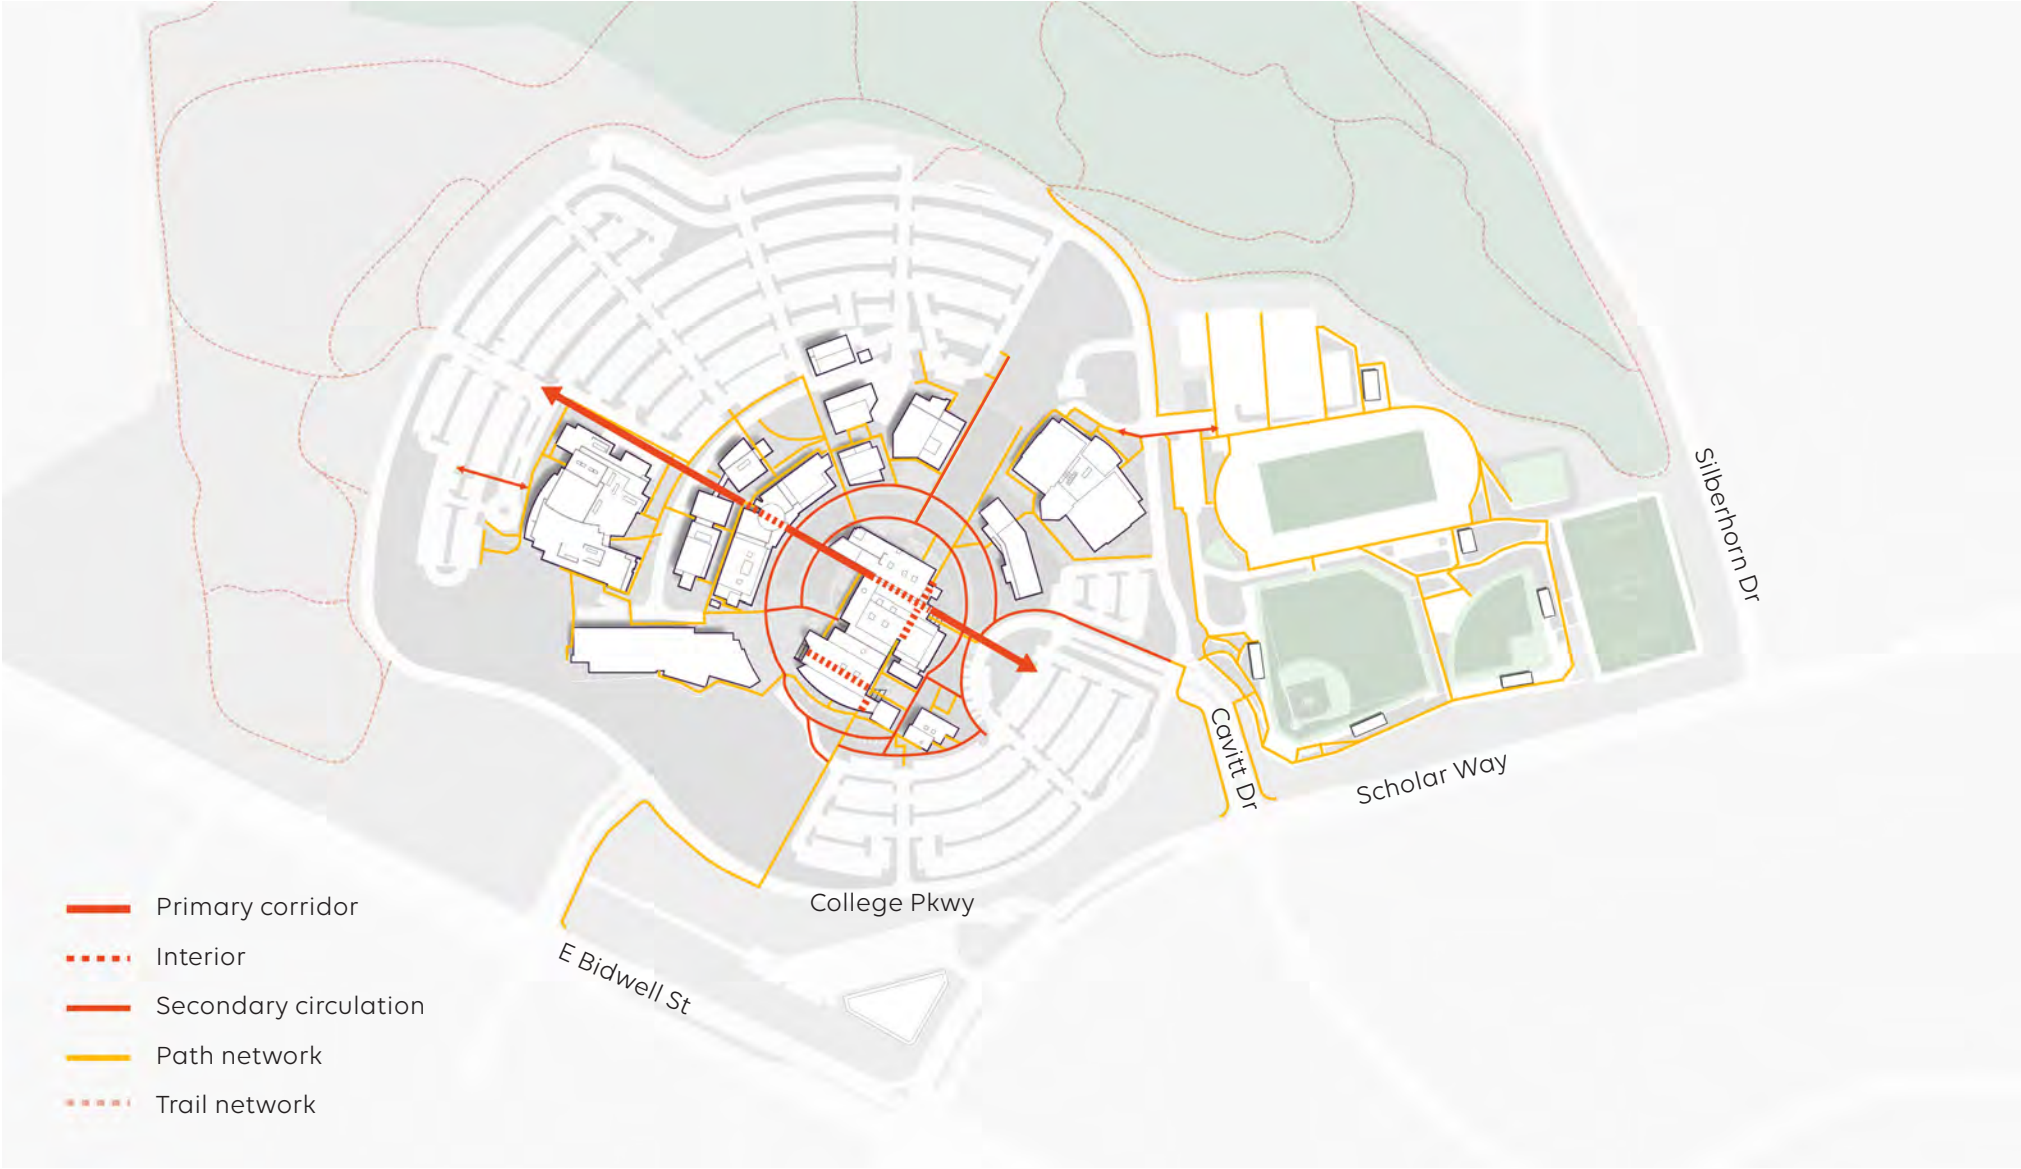 Silberhorn Dr
Cavitt Dr
Scholar Way
College Pkwy
E Bidwell St
Primary corridor
Interior
Secondary circulation
Path network
Trail network